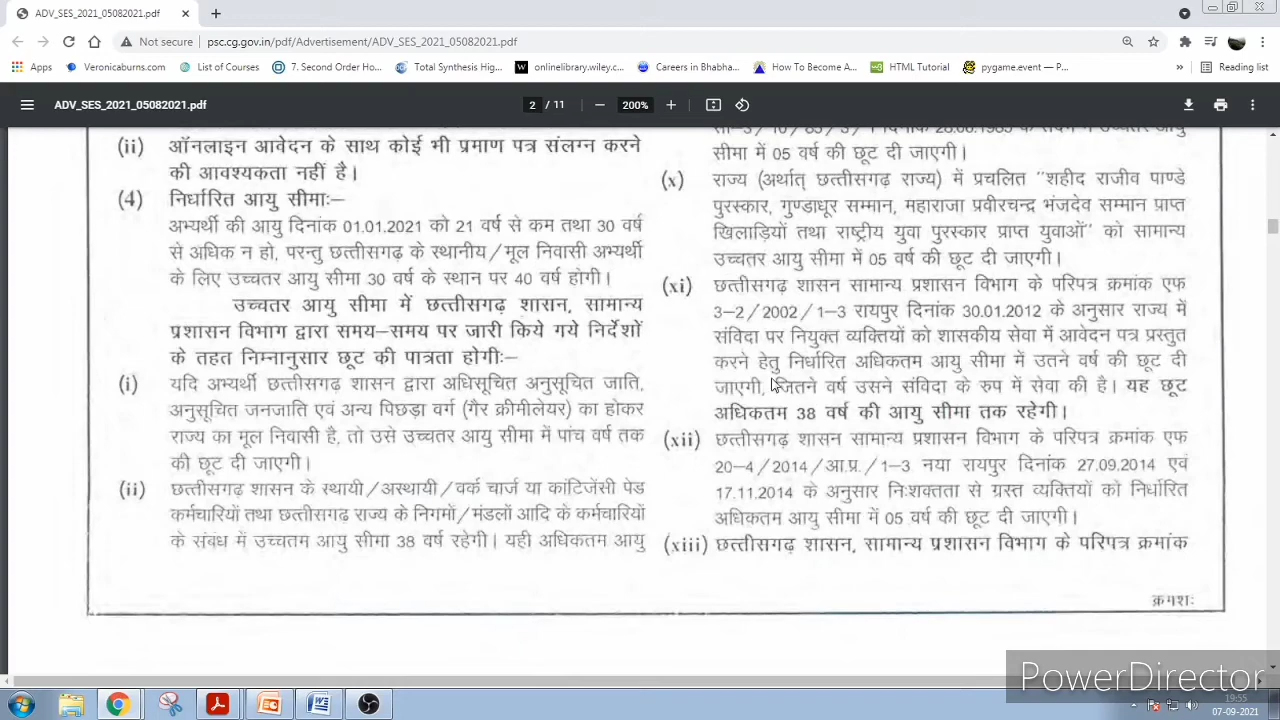 ADV_SES_2021_05082021.pdf
Not secure
psc.cg.gov.in/pdf/Advertisement/ADV_SES_2021_05082021.pdf
Apps
Veronicaburns.com
List of Courses
7. Second Order Ho...
Total Synthesis Hig...
onlinelibrary.wiley.c...
Careers in Bhabha...
How To Become A...
HTML Tutorial
pygame.event — P...
»
Reading list
ADV_SES_2021_05082021.pdf
2 / 11
200%
(ii) ऑनलाइन आवेदन के साथ कोई भी प्रमाण पत्र संलग्न करने
की आवश्यकता नहीं है।
(4) निर्धारित आयु सीमाः–
अभ्यर्थी की आयु दिनांक 01.01.2021 को 21 वर्ष से कम तथा 30 वर्ष
से अधिक न हो, परन्तु छत्तीसगढ़ के स्थानीय/मूल निवासी अभ्यर्थी
के लिए उच्चतर आयु सीमा 30 वर्ष के स्थान पर 40 वर्ष होगी।
उच्चतर आयु सीमा में छत्तीसगढ़ शासन, सामान्य
प्रशासन विभाग द्वारा समय–समय पर जारी किये गये निर्देशों
के तहत निम्नानुसार छूट की पात्रता होगीः–
(i) यदि अभ्यर्थी छत्तीसगढ़ शासन द्वारा अधिसूचित अनुसूचित जाति,
अनुसूचित जनजाति एवं अन्य पिछड़ा वर्ग (गैर क्रीमीलेयर) का होकर
राज्य का मूल निवासी है, तो उसे उच्चतर आयु सीमा में पांच वर्ष तक
की छूट दी जाएगी।
(ii) छत्तीसगढ़ शासन के स्थायी/अस्थायी/वर्क चार्ज या कांटिजेंसी पेड
कर्मचारियों तथा छत्तीसगढ़ राज्य के निगमों/मंडलों आदि के कर्मचारियों
के संबंध में उच्चतम आयु सीमा 38 वर्ष रहेगी। यही अधिकतम आयु
सीमा में 05 वर्ष की छूट दी जाएगी।
(x) राज्य (अर्थात् छत्तीसगढ़ राज्य) में प्रचलित "शहीद राजीव पाण्डे
पुरस्कार, गुण्डाधूर सम्मान, महाराजा प्रवीरचन्द्र भंजदेव सम्मान प्राप्त
खिलाड़ियों तथा राष्ट्रीय युवा पुरस्कार प्राप्त युवाओं" को सामान्य
उच्चतर आयु सीमा में 05 वर्ष की छूट दी जाएगी।
(xi) छत्तीसगढ़ शासन सामान्य प्रशासन विभाग के परिपत्र क्रमांक एफ
3–2/2002/1–3 रायपुर दिनांक 30.01.2012 के अनुसार राज्य में
संविदा पर नियुक्त व्यक्तियों को शासकीय सेवा में आवेदन पत्र प्रस्तुत
करने हेतु निर्धारित अधिकतम आयु सीमा में उतने वर्ष की छूट दी
जाएगी, जितने वर्ष उसने संविदा के रुप में सेवा की है। यह छूट
अधिकतम 38 वर्ष की आयु सीमा तक रहेगी।
(xii) छत्तीसगढ़ शासन सामान्य प्रशासन विभाग के परिपत्र क्रमांक एफ
20–4/2014/आ.प्र./1–3 नया रायपुर दिनांक 27.09.2014 एवं
17.11.2014 के अनुसार निःशक्तता से ग्रस्त व्यक्तियों को निर्धारित
अधिकतम आयु सीमा में 05 वर्ष की छूट दी जाएगी।
(xiii) छत्तीसगढ़ शासन, सामान्य प्रशासन विभाग के परिपत्र क्रमांक
क्रमशः
PowerDirector
19:55
07-09-2021